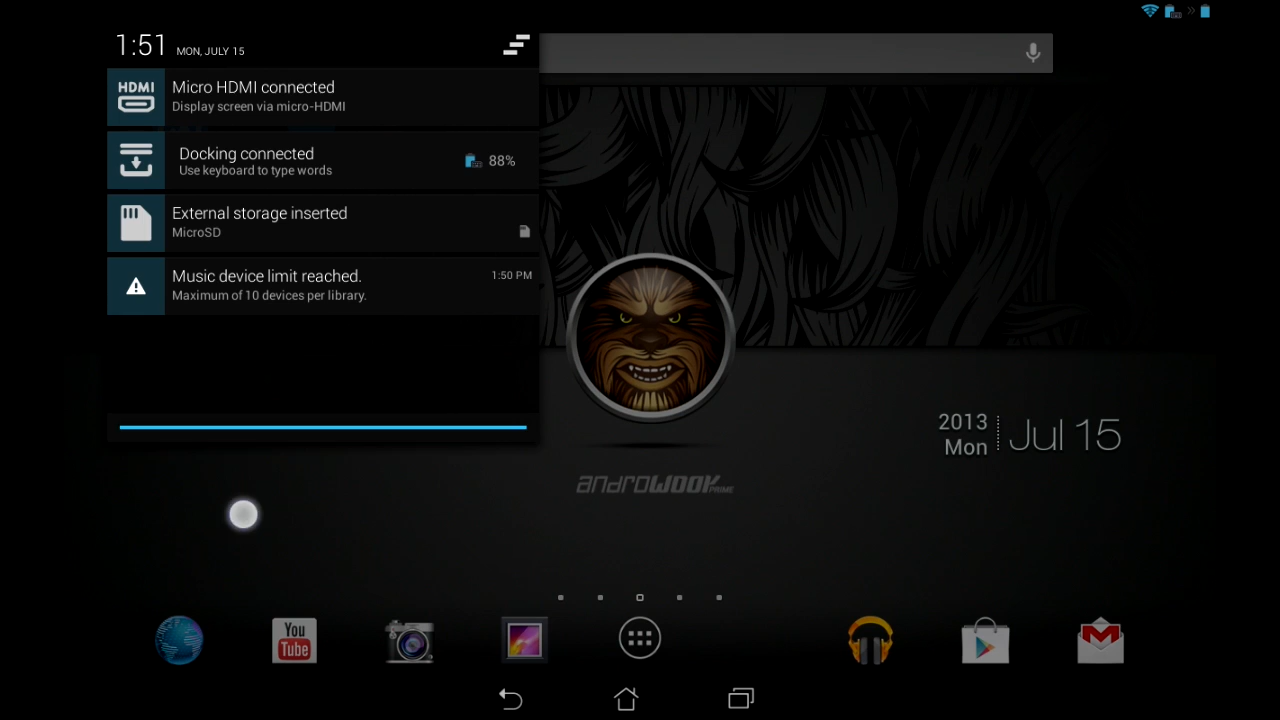 1:51 MON, JULY 15
HDMI
Micro HDMI connected
Display screen via micro-HDMI
Docking connected
Use keyboard to type words
88%
External storage inserted
MicroSD
Music device limit reached.
1:50 PM
Maximum of 10 devices per library.
2013
Mon
Jul 15
androwook PRIME
You
Tube